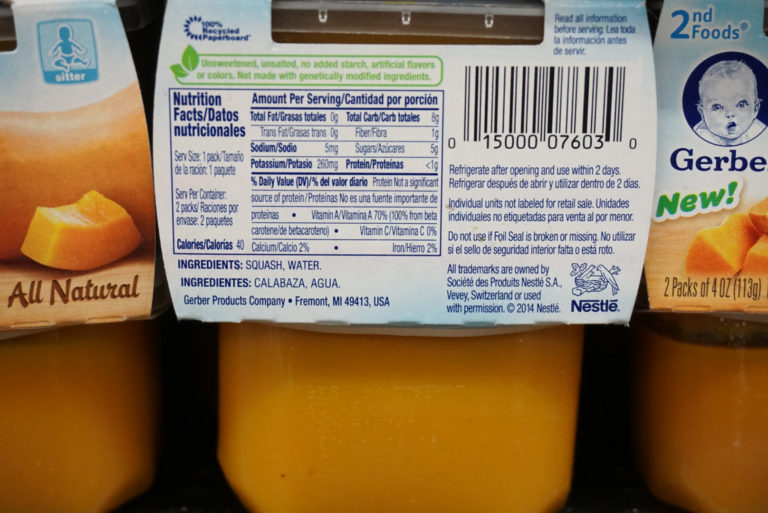 sitter
All Natural
100%
Recycled
Paperboard
Unsweetened, unsalted, no added starch, artificial flavors
or colors. Not made with genetically modified ingredients.
Read all information
before serving. Lea toda
la información antes
de servir.
Nutrition
Facts/Datos
nutricionales
Serv Size: 1 pack/Tamaño
de la ración: 1 paquete
Serv Per Container:
2 packs/ Raciones por
envase: 2 paquetes
Calories/Calorías 40
Amount Per Serving/Cantidad por porción
Total Fat/Grasas totales 0g Total Carb/Carb totales 8g
Trans Fat/Grasas trans 0g Fiber/Fibra 1g
Sodium/Sodio 5mg Sugars/Azúcares 5g
Potassium/Potasio 260mg Protein/Proteínas <1g
% Daily Value (DV)/% del valor diario Protein Not a significant
source of protein/Proteínas No es una fuente importante de
proteínas • Vitamin A/Vitamina A 70% (100% from beta
carotene/de betacaroteno) • Vitamin C/Vitamina C 0%
Calcium/Calcio 2% • Iron/Hierro 2%
INGREDIENTS: SQUASH, WATER.
INGREDIENTES: CALABAZA, AGUA.
Gerber Products Company • Fremont, MI 49413, USA
0 15000 07603 0
Refrigerate after opening and use within 2 days.
Refrigerar después de abrir y utilizar dentro de 2 días.
Individual units not labeled for retail sale. Unidades
individuales no etiquetadas para venta al por menor.
Do not use if Foil Seal is broken or missing. No utilizar
si el sello de seguridad interior falta o está roto.
All trademarks are owned by
Société des Produits Nestlé S.A.,
Vevey, Switzerland or used
with permission. © 2014 Nestlé.
Nestlé
2nd
Foods®
Gerbe
New!
2 Packs of 4 OZ (113g)